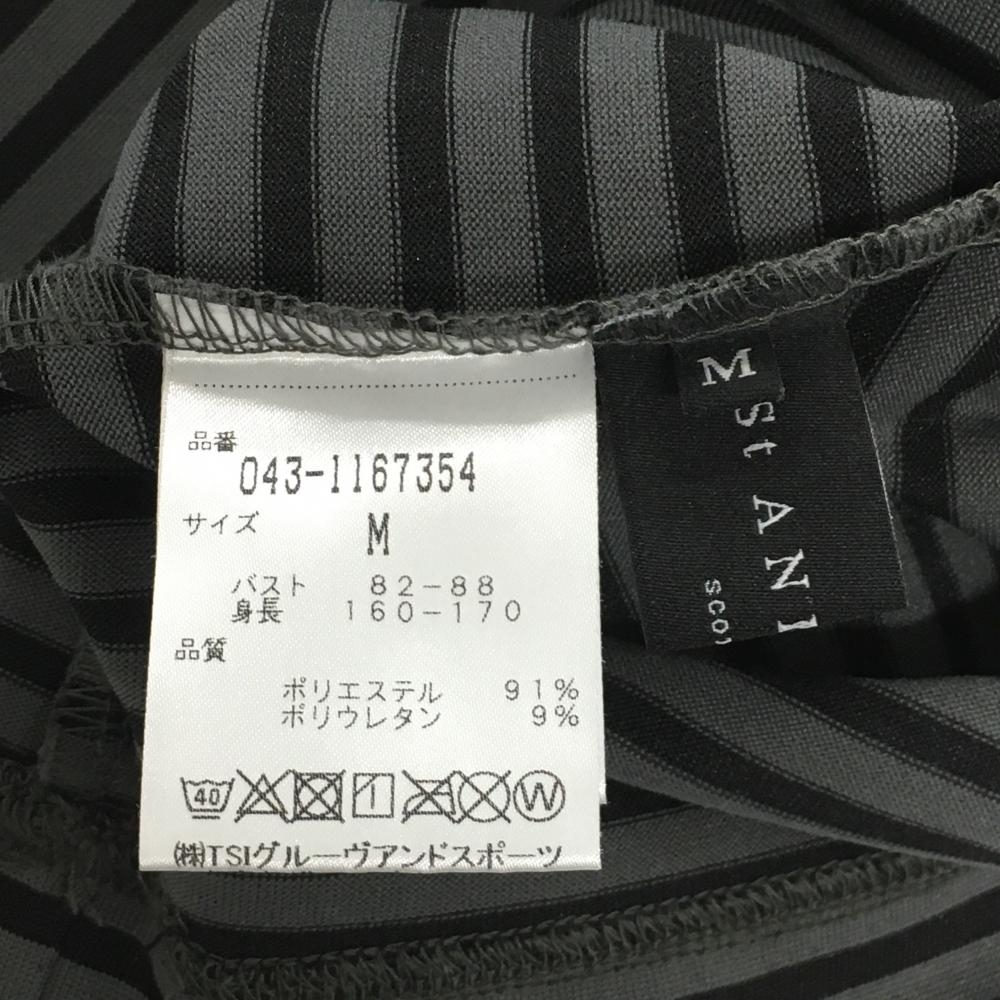 品番
043-1167354
サイズ
M
バスト 82-88
身長 160-170
品質
ポリエステル 91%
ポリウレタン 9%
40
W
㈱TSIグルーヴアンドスポーツ
M
St AN